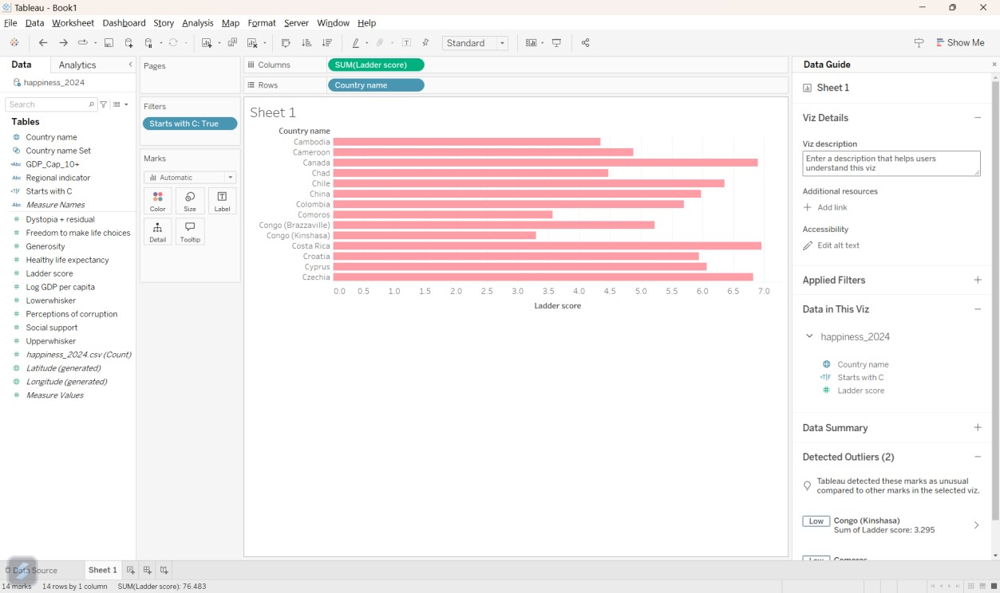 Tableau - Book1
File Data Worksheet Dashboard Story Analysis Map Format Server Window Help
Standard
Show Me
Data Analytics
happiness_2024
Search
Tables
Country name
Country name Set
Abc GDP_Cap_10+
Abc Regional indicator
T|F Starts with C
Abc Measure Names
Dystopia + residual
Freedom to make life choices
Generosity
Healthy life expectancy
Ladder score
Log GDP per capita
Lowerwhisker
Perceptions of corruption
Social support
Upperwhisker
happiness_2024.csv (Count)
Latitude (generated)
Longitude (generated)
Measure Values
Pages
Filters
Starts with C: True
Marks
Automatic
Color Size Label
Detail Tooltip
Columns SUM(Ladder score)
Rows Country name
Sheet 1
Country name
Cambodia
Cameroon
Canada
Chad
Chile
China
Colombia
Comoros
Congo (Brazzaville)
Congo (Kinshasa)
Costa Rica
Croatia
Cyprus
Czechia
0.0 0.5 1.0 1.5 2.0 2.5 3.0 3.5 4.0 4.5 5.0 5.5 6.0 6.5 7.0
Ladder score
Data Guide
Sheet 1
Viz Details
Viz description
Enter a description that helps users
understand this viz
Additional resources
Add link
Accessibility
Edit alt text
Applied Filters
Data in This Viz
happiness_2024
Country name
T|F Starts with C
Ladder score
Data Summary
Detected Outliers (2)
Tableau detected these marks as unusual
compared to other marks in the selected viz.
Low Congo (Kinshasa)
Sum of Ladder score: 3.295
Low Comoros
Data Source Sheet 1
14 marks 14 rows by 1 column SUM(Ladder score): 76.483